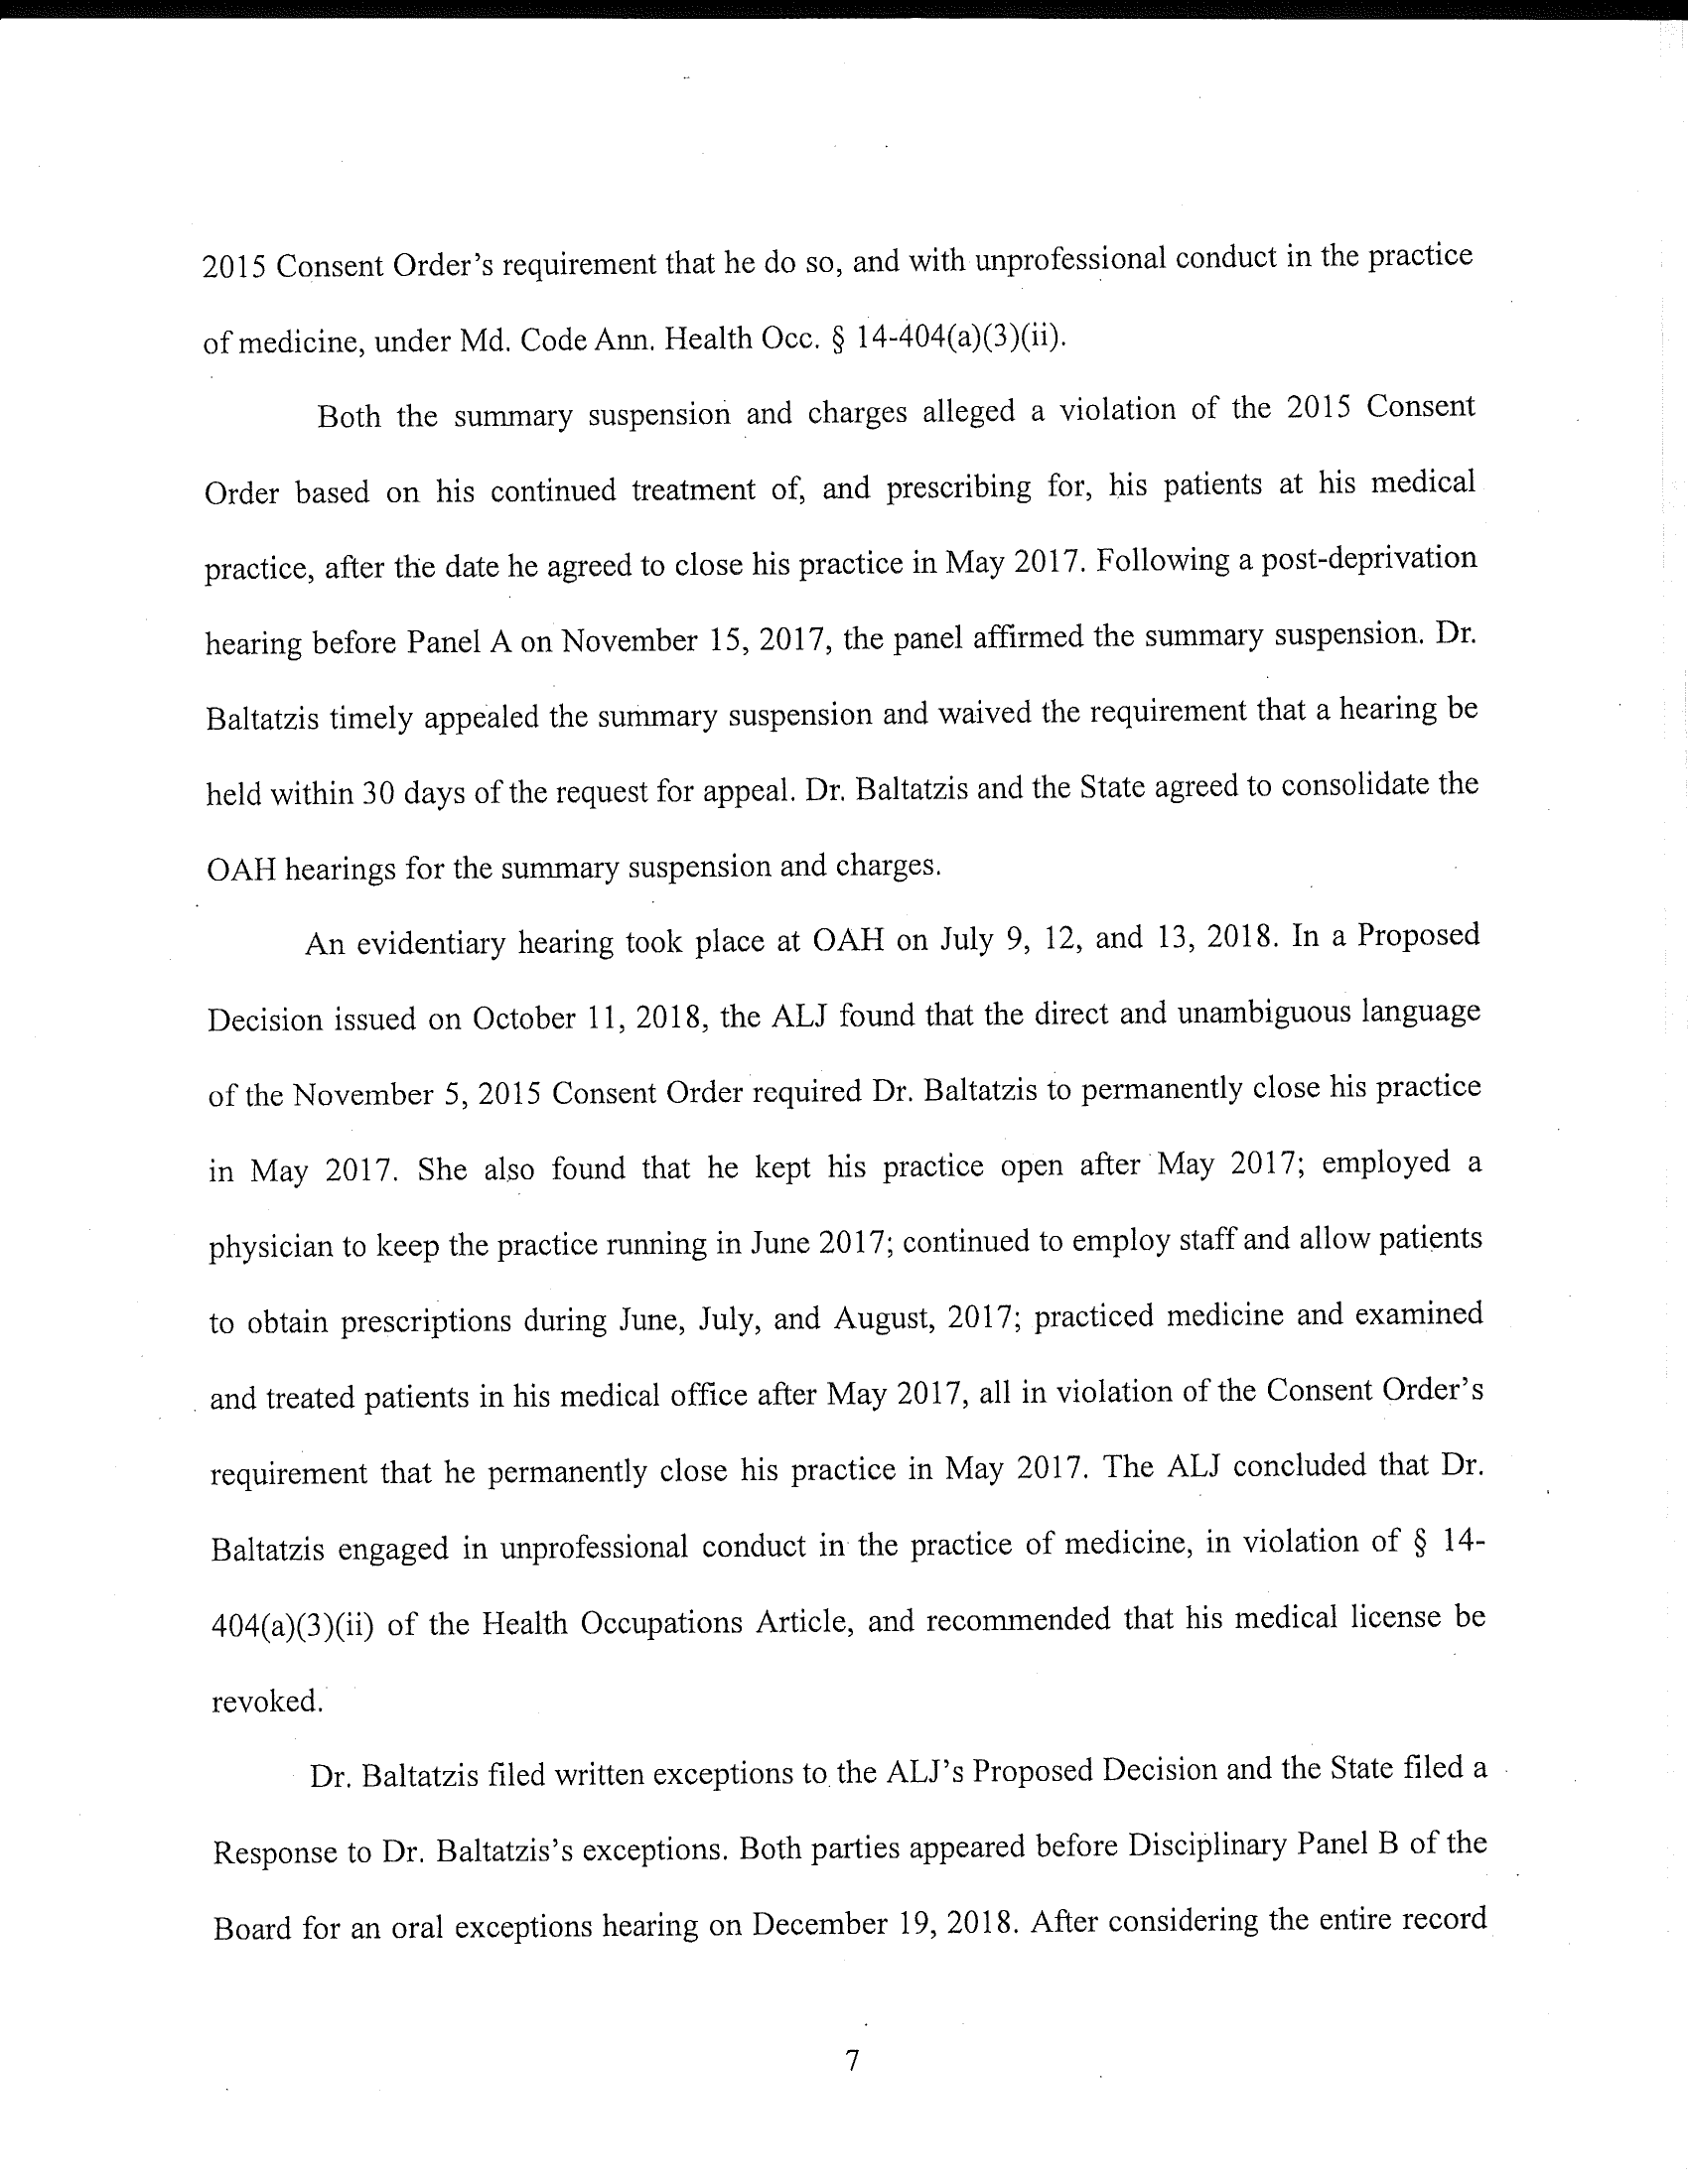 2015 Consent Order's requirement that he do so, and with unprofessional conduct in the practice
of medicine, under Md. Code Ann. Health Occ. § 14-404(a)(3)(ii).
Both the summary suspension and charges alleged a violation of the 2015 Consent
Order based on his continued treatment of, and prescribing for, his patients at his medical
practice, after the date he agreed to close his practice in May 2017. Following a post-deprivation
hearing before Panel A on November 15, 2017, the panel affirmed the summary suspension. Dr.
Baltatzis timely appealed the summary suspension and waived the requirement that a hearing be
held within 30 days of the request for appeal. Dr. Baltatzis and the State agreed to consolidate the
OAH hearings for the summary suspension and charges.
An evidentiary hearing took place at OAH on July 9, 12, and 13, 2018. In a Proposed
Decision issued on October 11, 2018, the ALJ found that the direct and unambiguous language
of the November 5, 2015 Consent Order required Dr. Baltatzis to permanently close his practice
in May 2017. She also found that he kept his practice open after May 2017; employed a
physician to keep the practice running in June 2017; continued to employ staff and allow patients
to obtain prescriptions during June, July, and August, 2017; practiced medicine and examined
and treated patients in his medical office after May 2017, all in violation of the Consent Order's
requirement that he permanently close his practice in May 2017. The ALJ concluded that Dr.
Baltatzis engaged in unprofessional conduct in the practice of medicine, in violation of § 14-
404(a)(3)(ii) of the Health Occupations Article, and recommended that his medical license be
revoked.
Dr. Baltatzis filed written exceptions to the ALJ's Proposed Decision and the State filed a
Response to Dr. Baltatzis's exceptions. Both parties appeared before Disciplinary Panel B of the
Board for an oral exceptions hearing on December 19, 2018. After considering the entire record
7